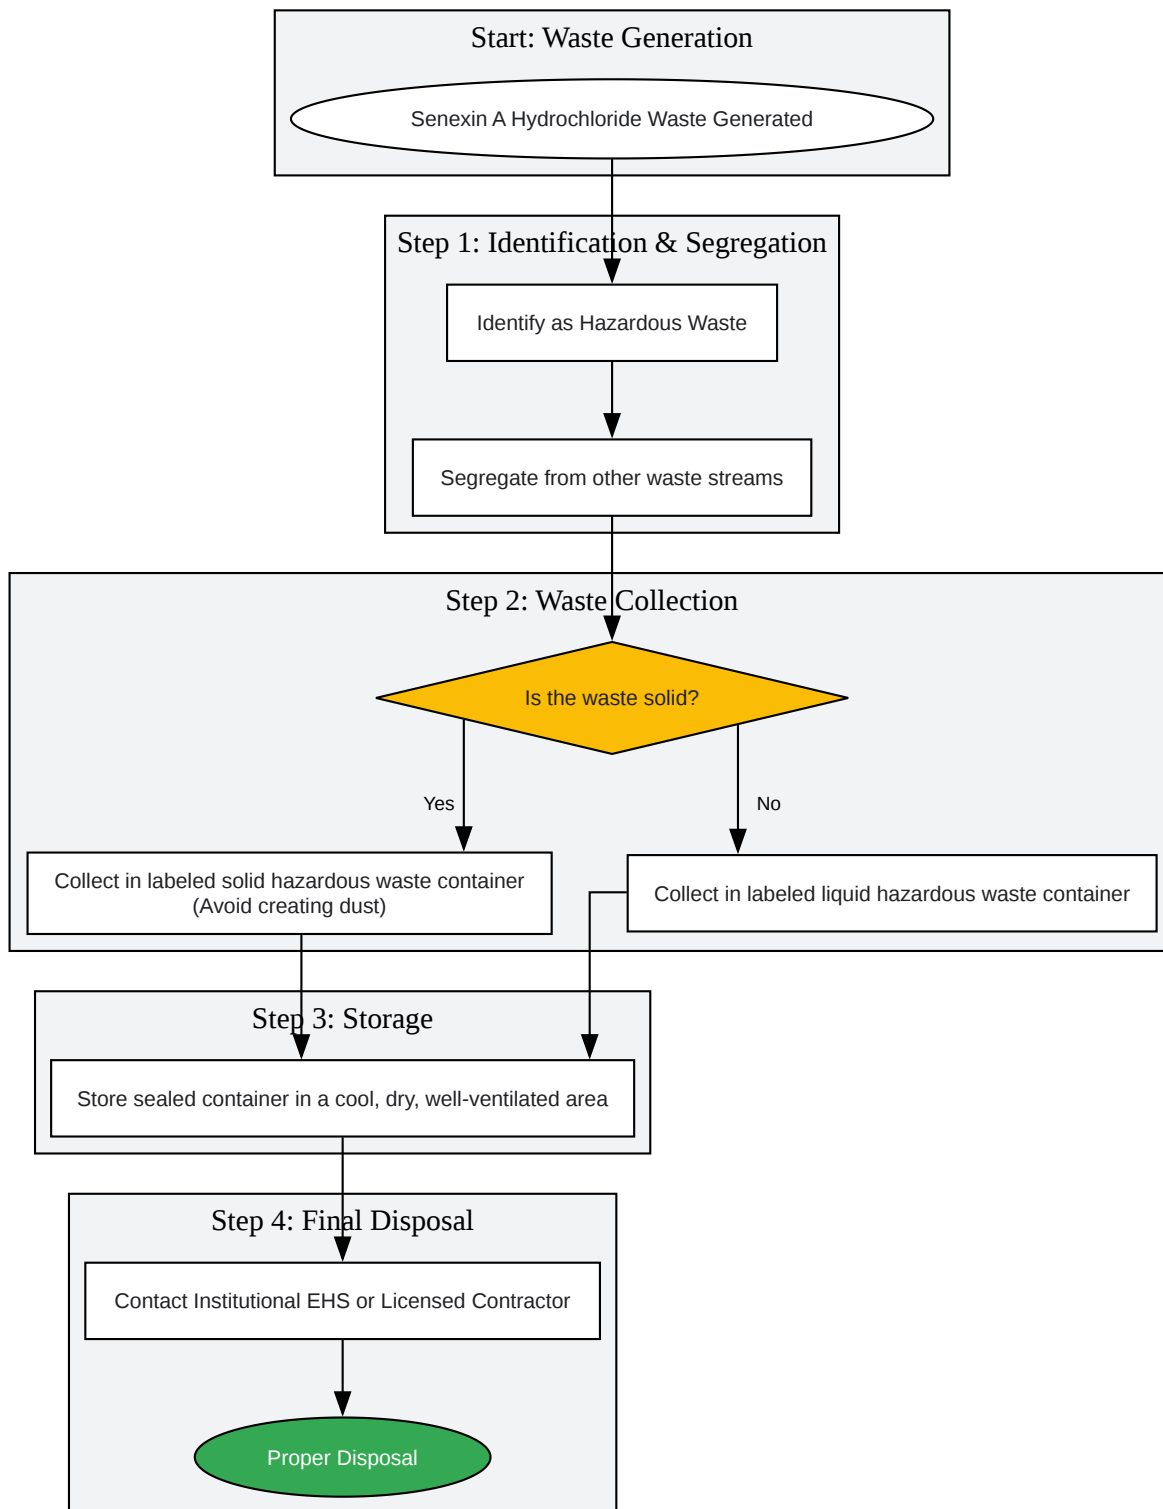 Start: Waste Generation
Senexin A Hydrochloride Waste Generated
Step 1: Identification & Segregation
Identify as Hazardous Waste
Segregate from other waste streams
Step 2: Waste Collection
Is the waste solid?
Yes
No
Collect in labeled solid hazardous waste container
(Avoid creating dust)
Collect in labeled liquid hazardous waste container
Step 3: Storage
Store sealed container in a cool, dry, well-ventilated area
Step 4: Final Disposal
Contact Institutional EHS or Licensed Contractor
Proper Disposal